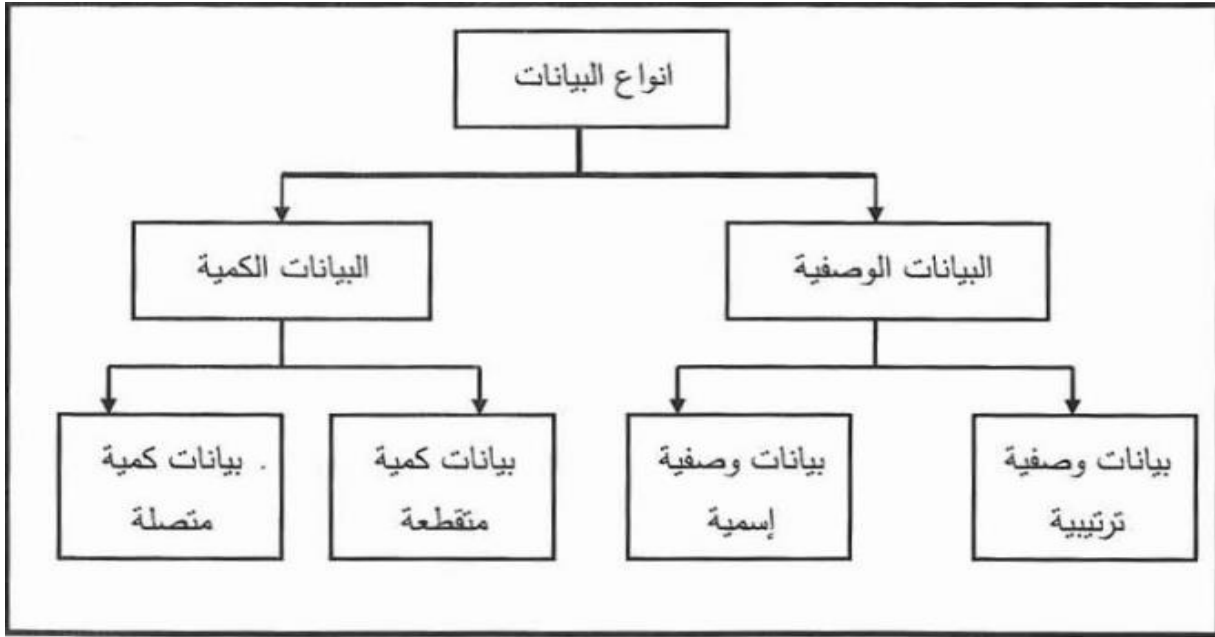 انواع البيانات
البيانات الوصفية
البيانات الكمية
بيانات وصفية
ترتيبية
بيانات وصفية
إسمية
بيانات كمية
متقطعة
بيانات كمية
متصلة